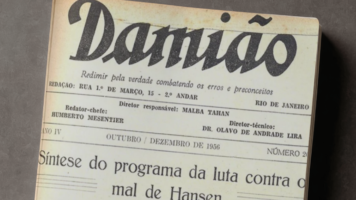 Damião
Redimir pela verdade combatendo os erros e preconceitos
REDAÇÃO: RUA 1.º DE MARÇO, 15 - 2.º ANDAR RIO DE JANEIRO
Redator-chefe: HUMBERTO MESENTIER
Diretor responsável: MALBA TAHAN
Diretor-técnico: DR. OLAVO DE ANDRADE LIRA
ANO IV OUTUBRO / DEZEMBRO DE 1956 NÚMERO
Síntese do programa da luta contra o
mal de Hansen